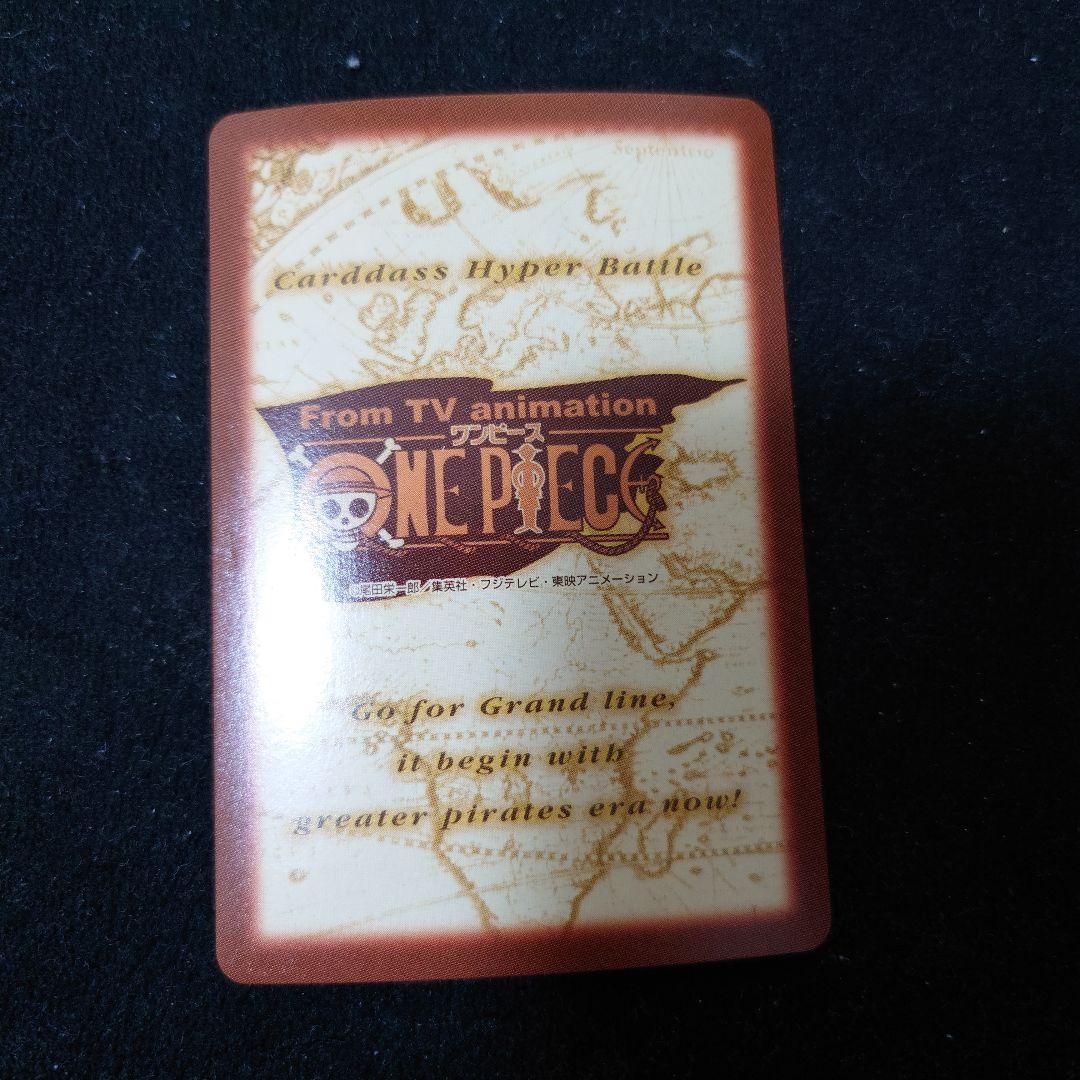 Septentrio
Carddass Hyper Battle
From TV animation
ワンピース
ONE PIECE
©尾田栄一郎／集英社・フジテレビ・東映アニメーション
Go for Grand line,
it begin with
greater pirates era now!